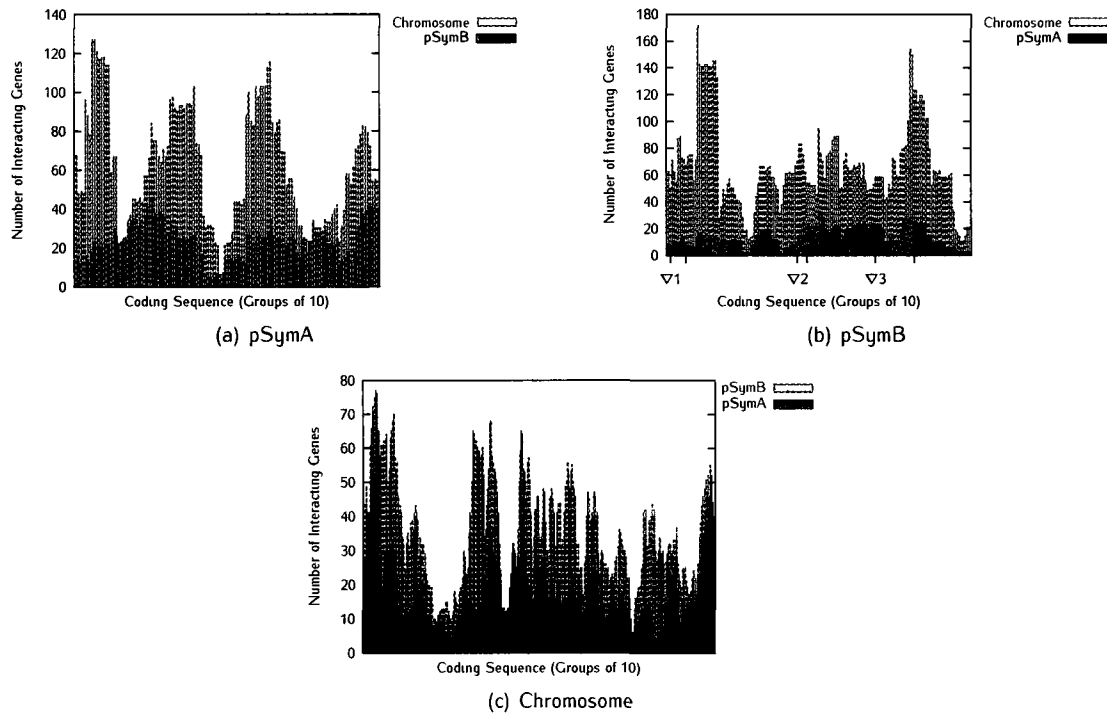 Chromosome
pSymB
140
120
100
80
60
40
20
0
Number of Interacting Genes
Coding Sequence (Groups of 10)
(a) pSymA
Chromosome
pSymA
180
160
140
120
100
80
60
40
20
0
Number of Interacting Genes
▽1 ▽2 ▽3
Coding Sequence (Groups of 10)
(b) pSymB
pSymB
pSymA
80
70
60
50
40
30
20
10
0
Number of Interacting Genes
Coding Sequence (Groups of 10)
(c) Chromosome